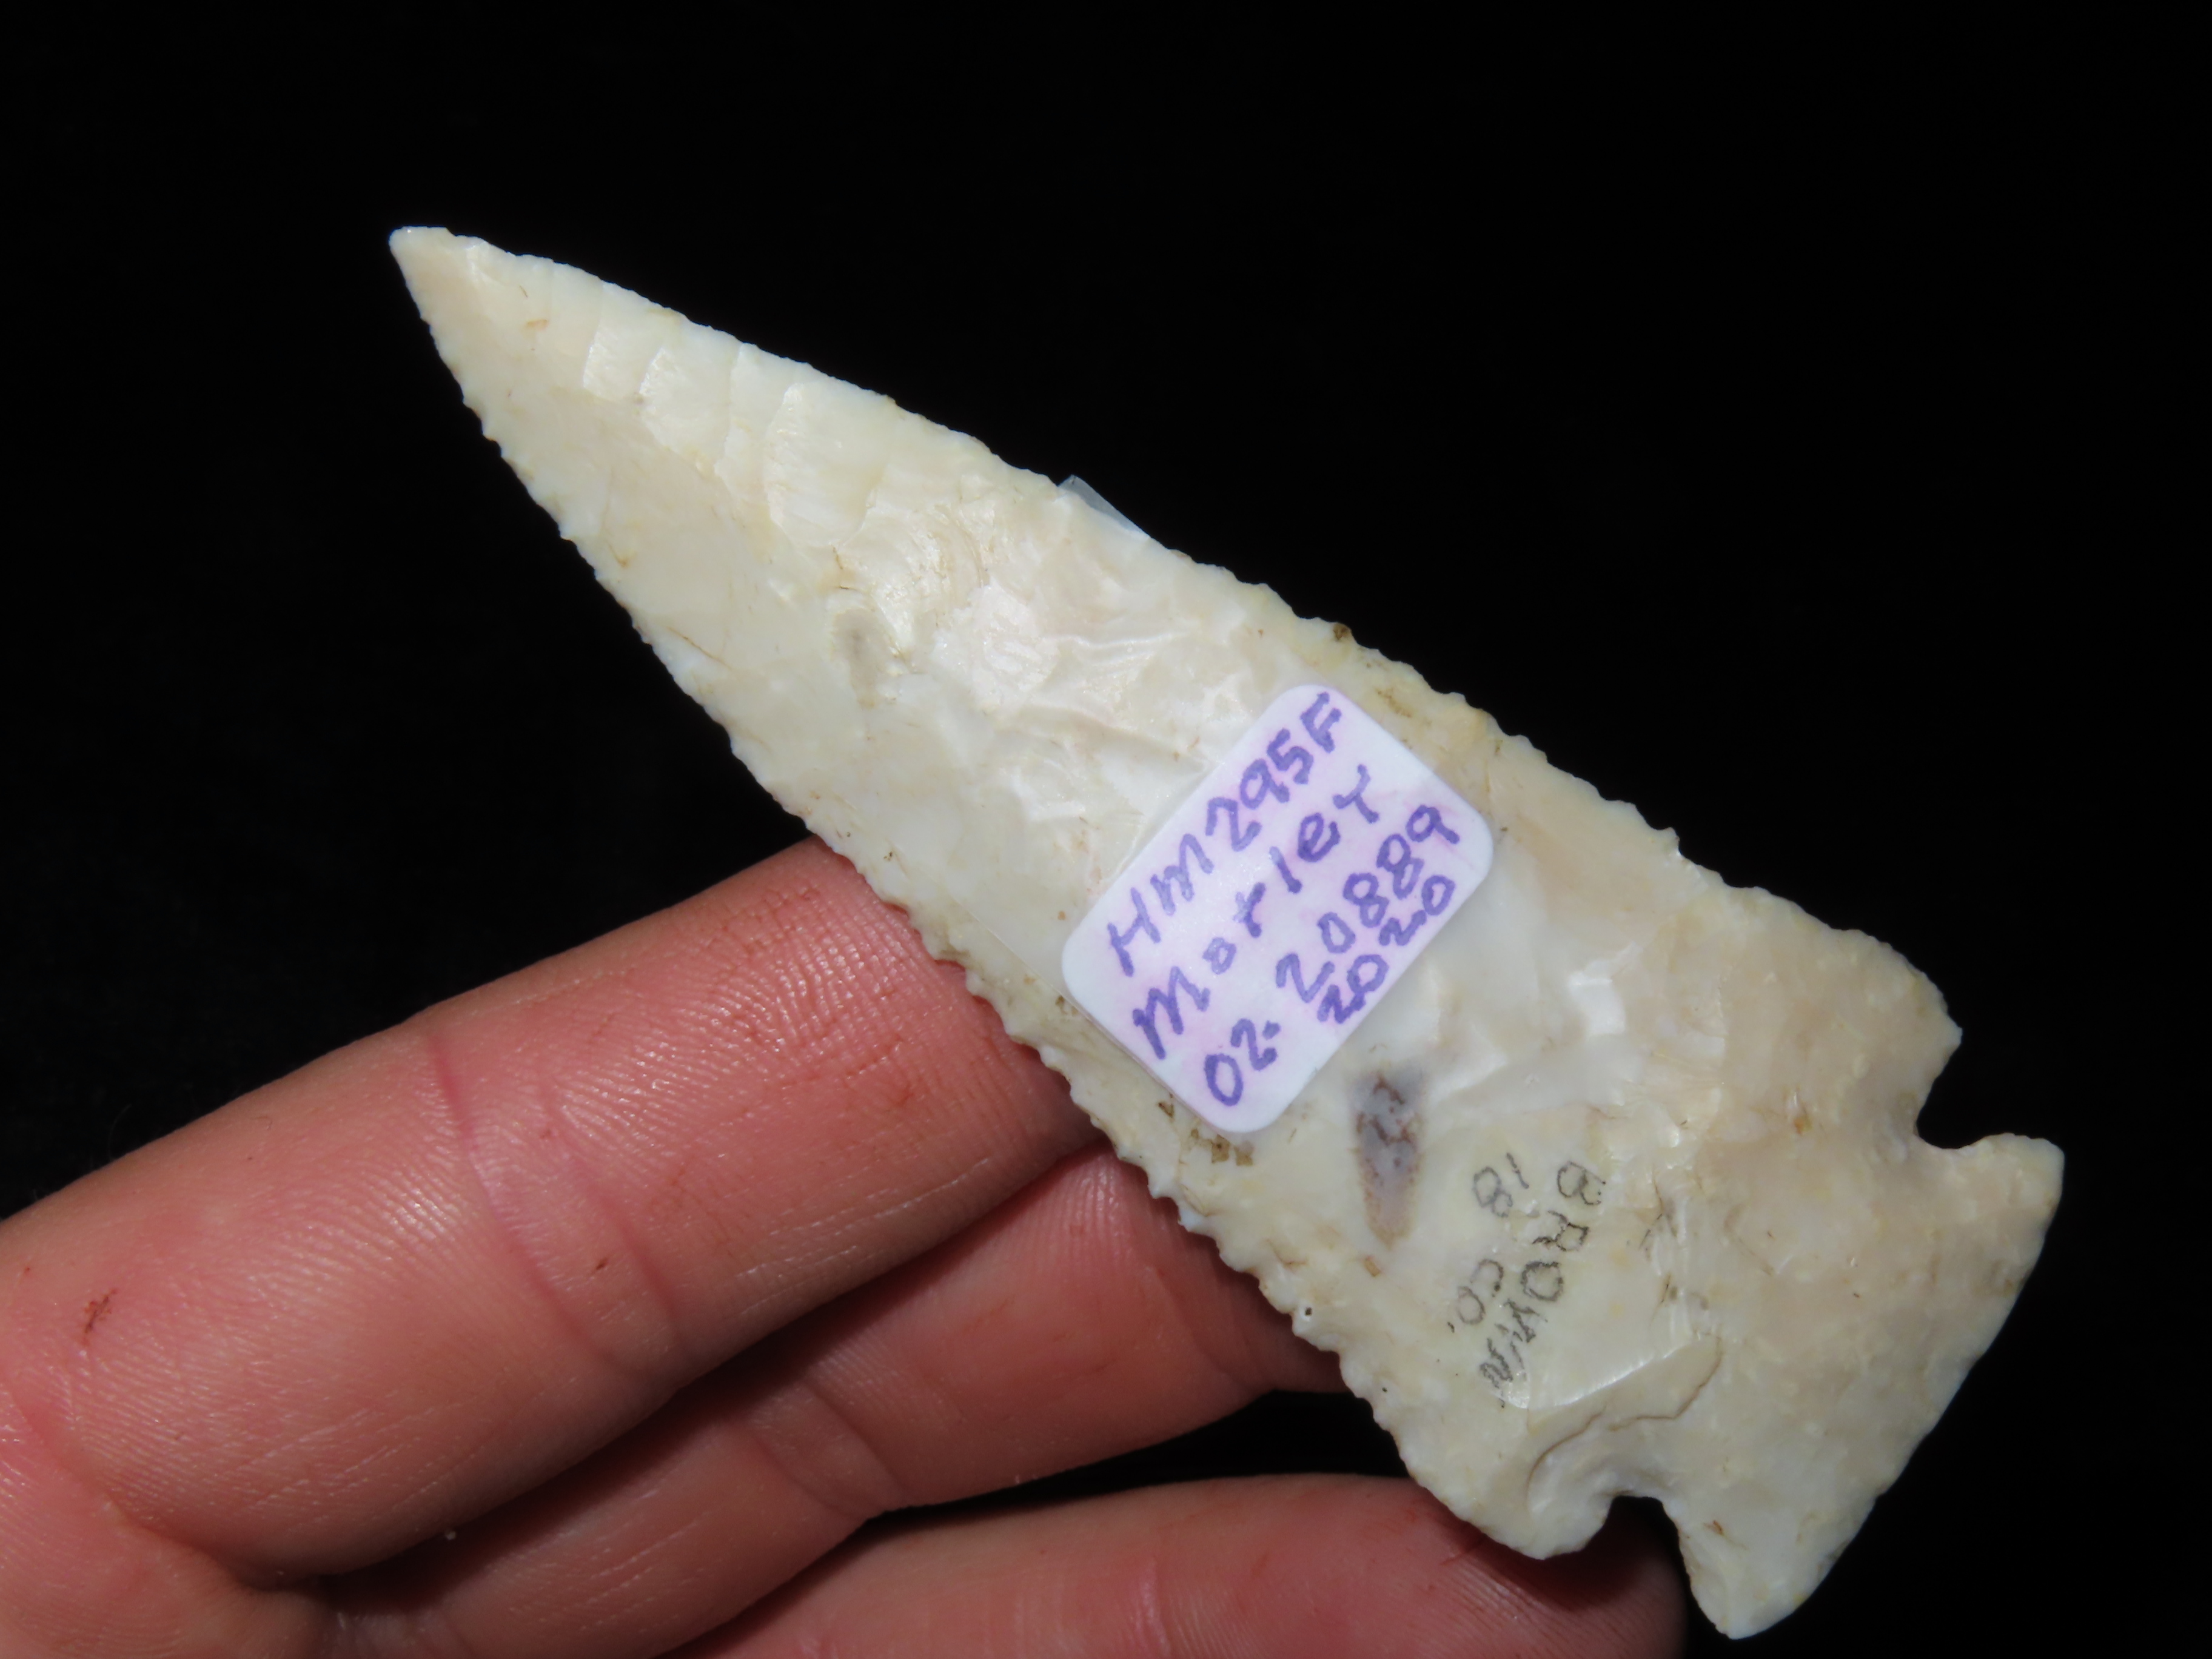 HM295F
Morley
02. 20889
2020
BROWN
18 CO.